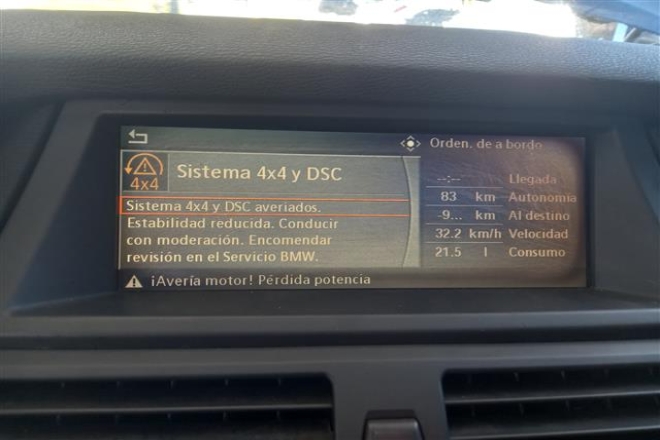 Orden. de a bordo
4x4
Sistema 4x4 y DSC
Sistema 4x4 y DSC averiados.
Estabilidad reducida. Conducir
con moderación. Encomendar
revisión en el Servicio BMW.
--:-- Llegada
83 km Autonomía
-9... km Al destino
32.2 km/h Velocidad
21.5 l Consumo
¡Avería motor! Pérdida potencia